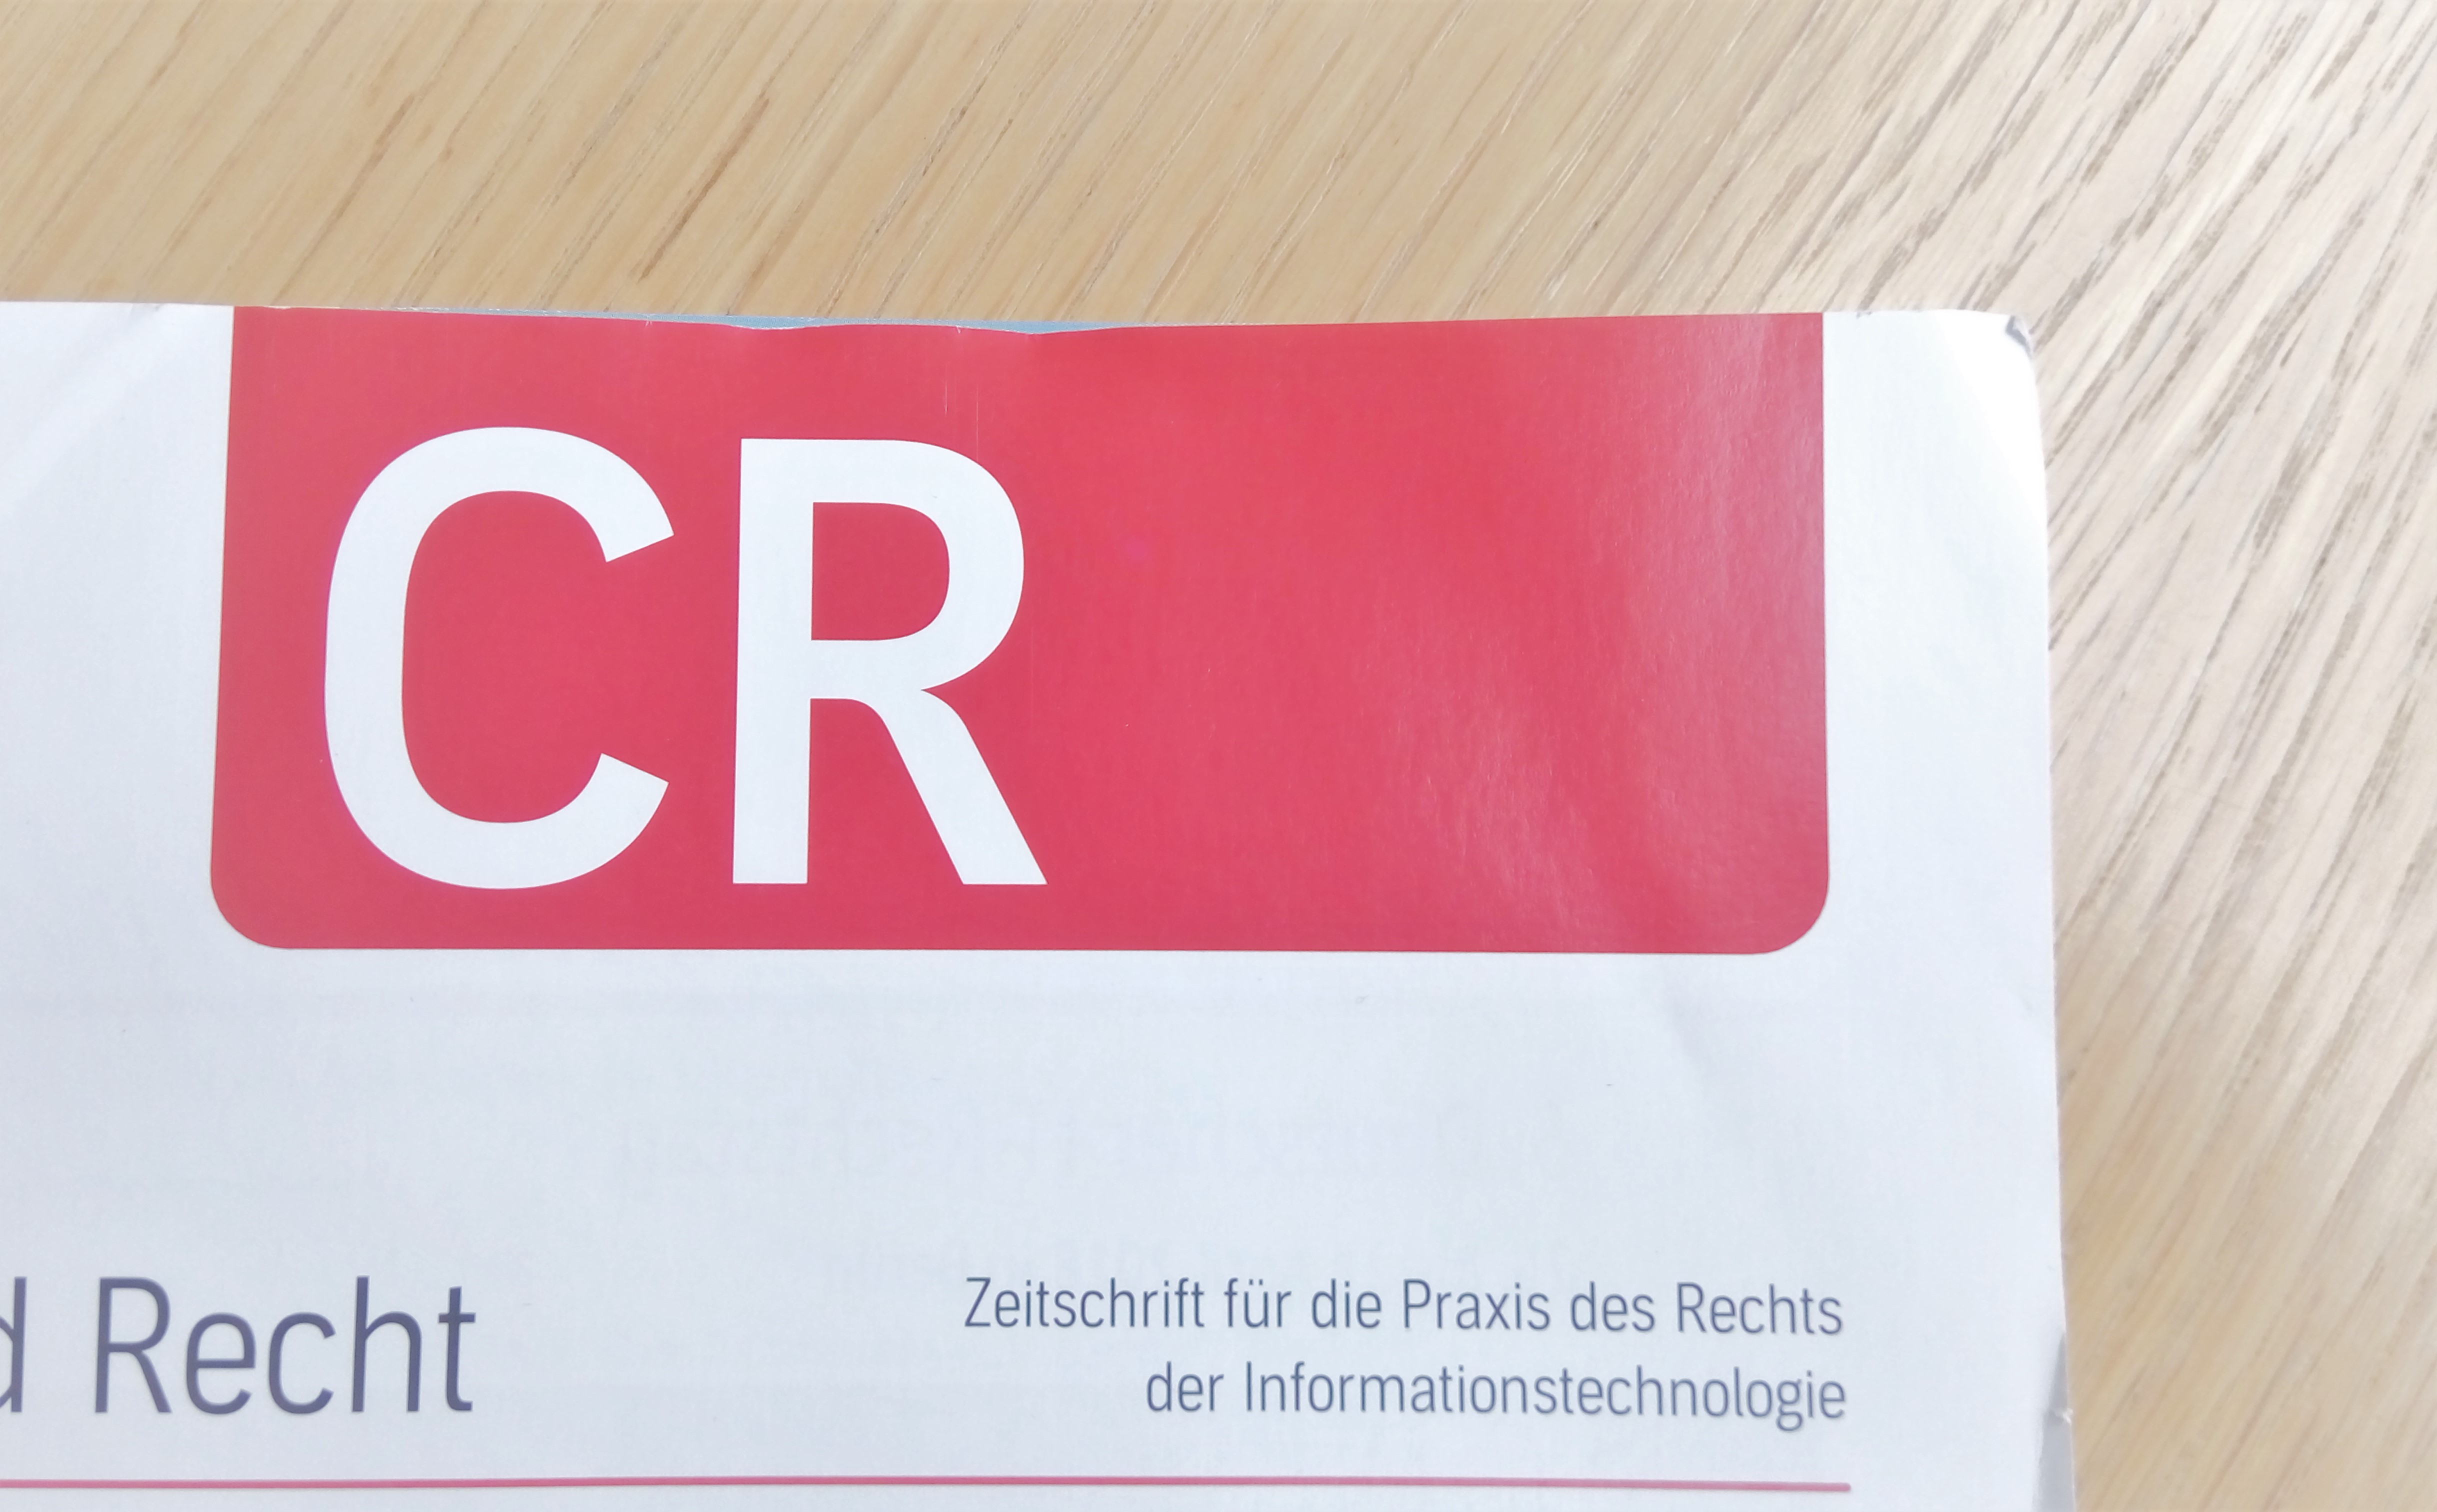 CR
d Recht
Zeitschrift für die Praxis des Rechts
der Informationstechnologie